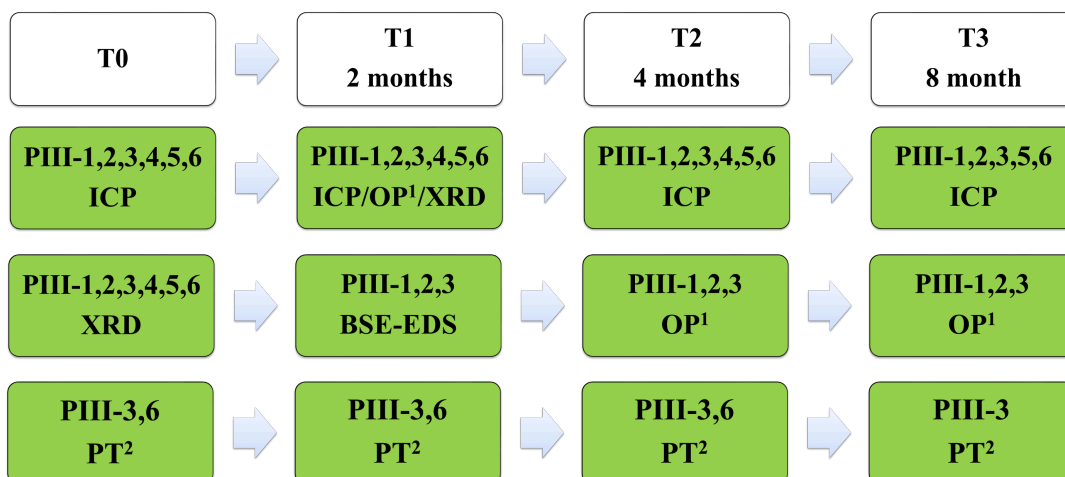 T0
T1
2 months
T2
4 months
T3
8 month
PIII-1,2,3,4,5,6
ICP
PIII-1,2,3,4,5,6
ICP/OP¹/XRD
PIII-1,2,3,4,5,6
ICP
PIII-1,2,3,5,6
ICP
PIII-1,2,3,4,5,6
XRD
PIII-1,2,3
BSE-EDS
PIII-1,2,3
OP¹
PIII-1,2,3
OP¹
PIII-3,6
PT²
PIII-3,6
PT²
PIII-3,6
PT²
PIII-3
PT²